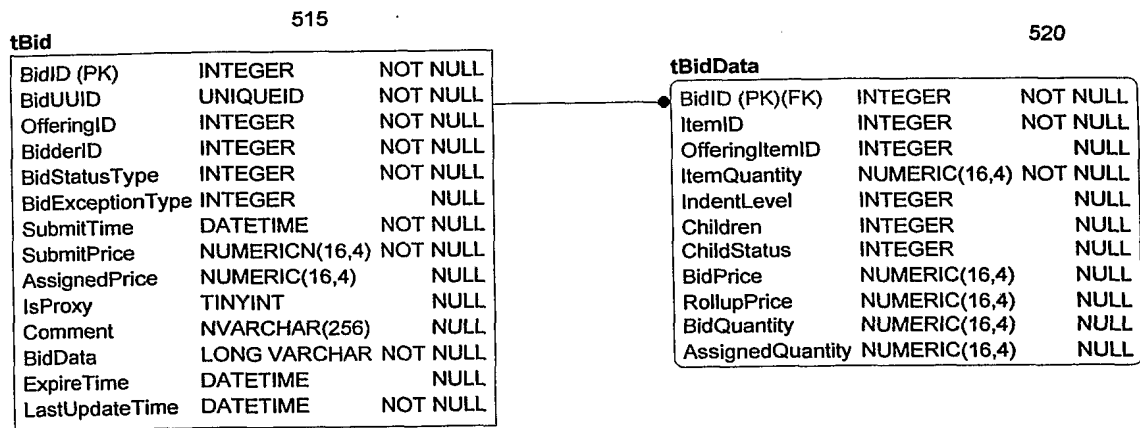 515
tBid
BidID (PK) INTEGER NOT NULL
BidUUID UNIQUEID NOT NULL
OfferingID INTEGER NOT NULL
BidderID INTEGER NOT NULL
BidStatusType INTEGER NOT NULL
BidExceptionType INTEGER NULL
SubmitTime DATETIME NOT NULL
SubmitPrice NUMERICN(16,4) NOT NULL
AssignedPrice NUMERIC(16,4) NULL
IsProxy TINYINT NULL
Comment NVARCHAR(256) NULL
BidData LONG VARCHAR NOT NULL
ExpireTime DATETIME NULL
LastUpdateTime DATETIME NOT NULL
520
tBidData
BidID (PK)(FK) INTEGER NOT NULL
ItemID INTEGER NOT NULL
OfferingItemID INTEGER NULL
ItemQuantity NUMERIC(16,4) NOT NULL
IndentLevel INTEGER NULL
Children INTEGER NULL
ChildStatus INTEGER NULL
BidPrice NUMERIC(16,4) NULL
RollupPrice NUMERIC(16,4) NULL
BidQuantity NUMERIC(16,4) NULL
AssignedQuantity NUMERIC(16,4) NULL